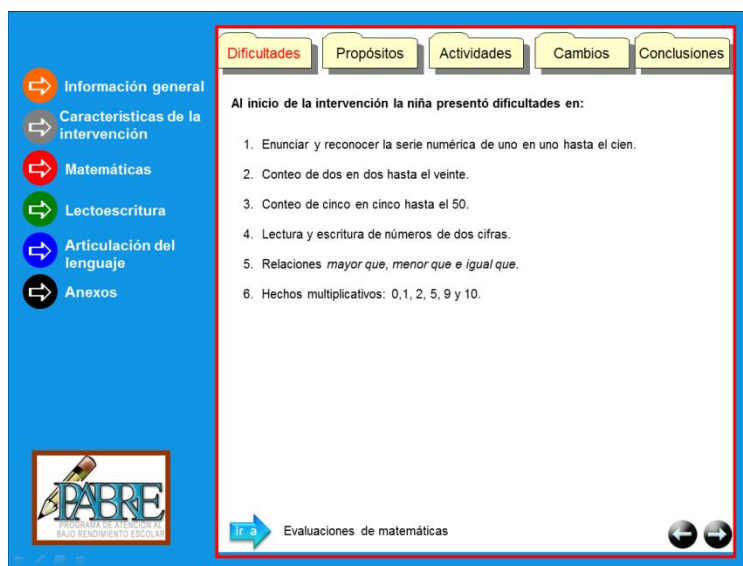 Dificultades
Propósitos
Actividades
Cambios
Conclusiones
Información general
Características de la
intervención
Matemáticas
Lectoescritura
Articulación del
lenguaje
Anexos
Al inicio de la intervención la niña presentó dificultades en:
1. Enunciar y reconocer la serie numérica de uno en uno hasta el cien.
2. Conteo de dos en dos hasta el veinte.
3. Conteo de cinco en cinco hasta el 50.
4. Lectura y escritura de números de dos cifras.
5. Relaciones mayor que, menor que e igual que.
6. Hechos multiplicativos: 0,1, 2, 5, 9 y 10.
PABRE
PROGRAMA DE ATENCIÓN AL
BAJO RENDIMIENTO ESCOLAR
Ir a
Evaluaciones de matemáticas